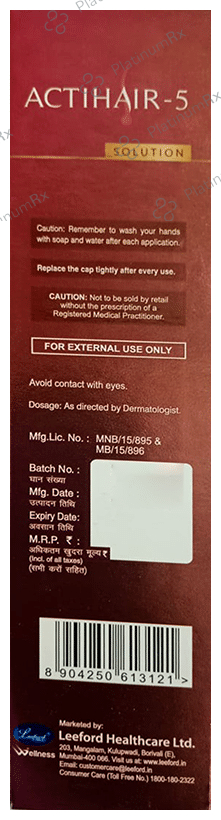 ACTIHAIR-5
SOLUTION
Caution: Remember to wash your hands
with soap and water after each application.
Replace the cap tightly after every use.
CAUTION: Not to be sold by retail
without the prescription of a
Registered Medical Practitioner.
FOR EXTERNAL USE ONLY
Avoid contact with eyes.
Dosage: As directed by Dermatologist.
Mfg.Lic. No. : MNB/15/895 &
MB/15/896
Batch No. :
घान संख्या
Mfg. Date :
उत्पादन तिथि
Expiry Date:
अवसान तिथि
M.R.P. ₹ :
अधिकतम खुदरा मूल्य ₹
(incl. of all taxes)
(सभी करों सहित)
8 904250 613121 >
Marketed by:
Leeford Healthcare Ltd.
203, Mangalam, Kulupwadi, Borivali (E),
Mumbai-400 066. Visit us at: www.leeford.in
Email: customercare@leeford.in
Consumer Care (Toll Free No.) 1800-180-2322
Leeford
Wellness
PlatinumRx
PlatinumRx
PlatinumRx